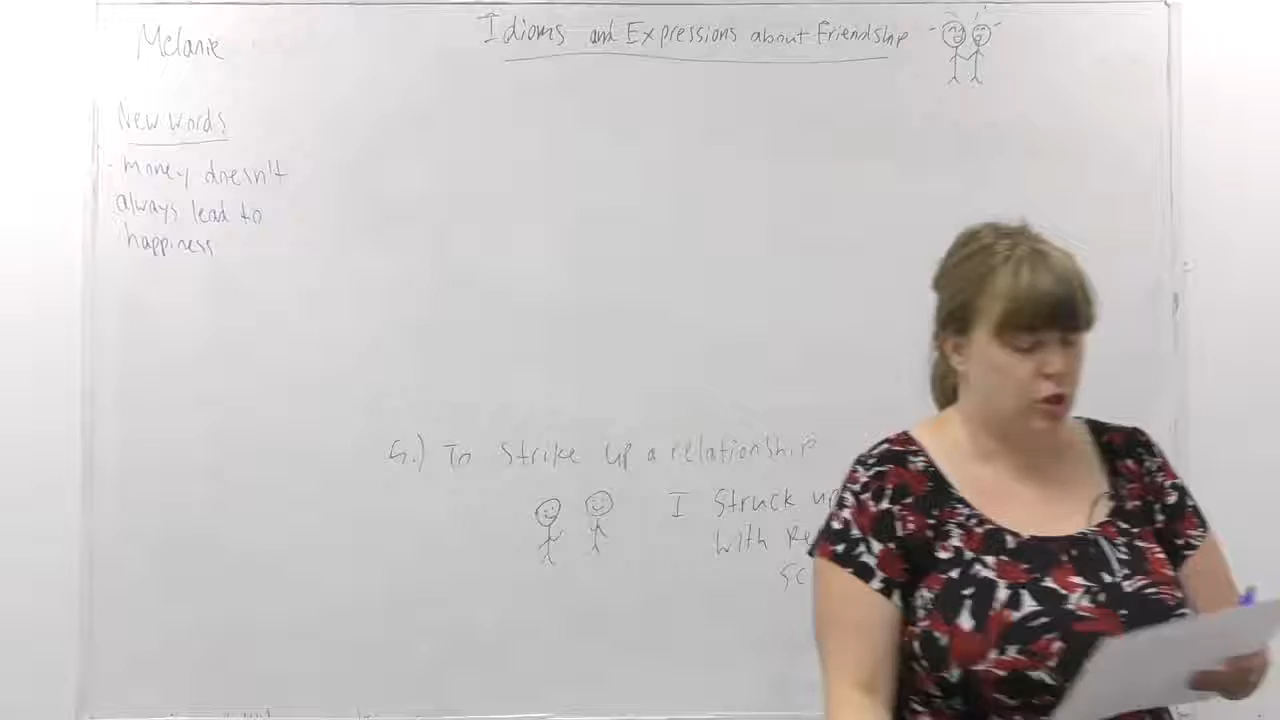 Melanie
Idioms and Expressions about Friendship
New words
- money doesn't
always lead to
happiness
5.) To strike up a relationship
I struck up
with